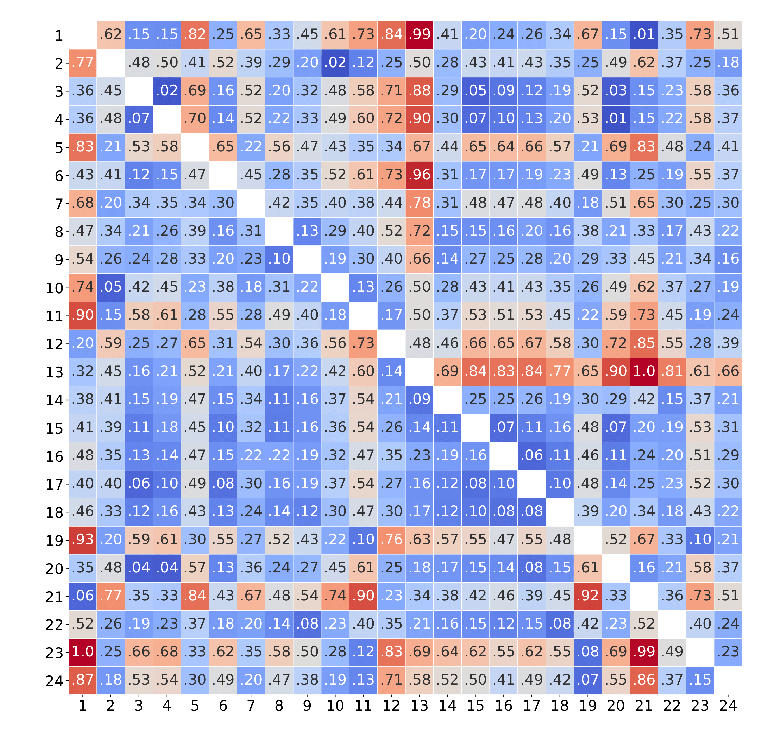 1 .62 .15 .15 .82 .25 .65 .33 .45 .61 .73 .84 .99 .41 .20 .24 .26 .34 .67 .15 .01 .35 .73 .51
2 .77 .48 .50 .41 .52 .39 .29 .20 .02 .12 .25 .50 .28 .43 .41 .43 .35 .25 .49 .62 .37 .25 .18
3 .36 .45 .02 .69 .16 .52 .20 .32 .48 .58 .71 .88 .29 .05 .09 .12 .19 .52 .03 .15 .23 .58 .36
4 .36 .48 .07 .70 .14 .52 .22 .33 .49 .60 .72 .90 .30 .07 .10 .13 .20 .53 .01 .15 .22 .58 .37
5 .83 .21 .53 .58 .65 .22 .56 .47 .43 .35 .34 .67 .44 .65 .64 .66 .57 .21 .69 .83 .48 .24 .41
6 .43 .41 .12 .15 .47 .45 .28 .35 .52 .61 .73 .96 .31 .17 .17 .19 .23 .49 .13 .25 .19 .55 .37
7 .68 .20 .34 .35 .34 .30 .42 .35 .40 .38 .44 .78 .31 .48 .47 .48 .40 .18 .51 .65 .30 .25 .30
8 .47 .34 .21 .26 .39 .16 .31 .13 .29 .40 .52 .72 .15 .15 .16 .20 .16 .38 .21 .33 .17 .43 .22
9 .54 .26 .24 .28 .33 .20 .23 .10 .19 .30 .40 .66 .14 .27 .25 .28 .20 .29 .33 .45 .21 .34 .16
10 .74 .05 .42 .45 .23 .38 .18 .31 .22 .13 .26 .50 .28 .43 .41 .43 .35 .26 .49 .62 .37 .27 .19
11 .90 .15 .58 .61 .28 .55 .28 .49 .40 .18 .17 .50 .37 .53 .51 .53 .45 .22 .59 .73 .45 .19 .24
12 .20 .59 .25 .27 .65 .31 .54 .30 .36 .56 .73 .48 .46 .66 .65 .67 .58 .30 .72 .85 .55 .28 .39
13 .32 .45 .16 .21 .52 .21 .40 .17 .22 .42 .60 .14 .69 .84 .83 .84 .77 .65 .90 1.0 .81 .61 .66
14 .38 .41 .15 .19 .47 .15 .34 .11 .16 .37 .54 .21 .09 .25 .25 .26 .19 .30 .29 .42 .15 .37 .21
15 .41 .39 .11 .18 .45 .10 .32 .11 .16 .36 .54 .26 .14 .11 .07 .11 .16 .48 .07 .20 .19 .53 .31
16 .48 .35 .13 .14 .47 .15 .22 .22 .19 .32 .47 .35 .23 .19 .16 .06 .11 .46 .11 .24 .20 .51 .29
17 .40 .40 .06 .10 .49 .08 .30 .16 .19 .37 .54 .27 .16 .12 .08 .10 .10 .48 .14 .25 .23 .52 .30
18 .46 .33 .12 .16 .43 .13 .24 .14 .12 .30 .47 .30 .17 .12 .10 .08 .08 .39 .20 .34 .18 .43 .22
19 .93 .20 .59 .61 .30 .55 .27 .52 .43 .22 .10 .76 .63 .57 .55 .47 .55 .48 .52 .67 .33 .10 .21
20 .35 .48 .04 .04 .57 .13 .36 .24 .27 .45 .61 .25 .18 .17 .15 .14 .08 .15 .61 .16 .21 .58 .37
21 .06 .77 .35 .33 .84 .43 .67 .48 .54 .74 .90 .23 .34 .38 .42 .46 .39 .45 .92 .33 .36 .73 .51
22 .52 .26 .19 .23 .37 .18 .20 .14 .08 .23 .40 .35 .21 .16 .15 .12 .15 .08 .42 .23 .52 .40 .24
23 1.0 .25 .66 .68 .33 .62 .35 .58 .50 .28 .12 .83 .69 .64 .62 .55 .62 .55 .08 .69 .99 .49 .23
24 .87 .18 .53 .54 .30 .49 .20 .47 .38 .19 .13 .71 .58 .52 .50 .41 .49 .42 .07 .55 .86 .37 .15
1 2 3 4 5 6 7 8 9 10 11 12 13 14 15 16 17 18 19 20 21 22 23 24